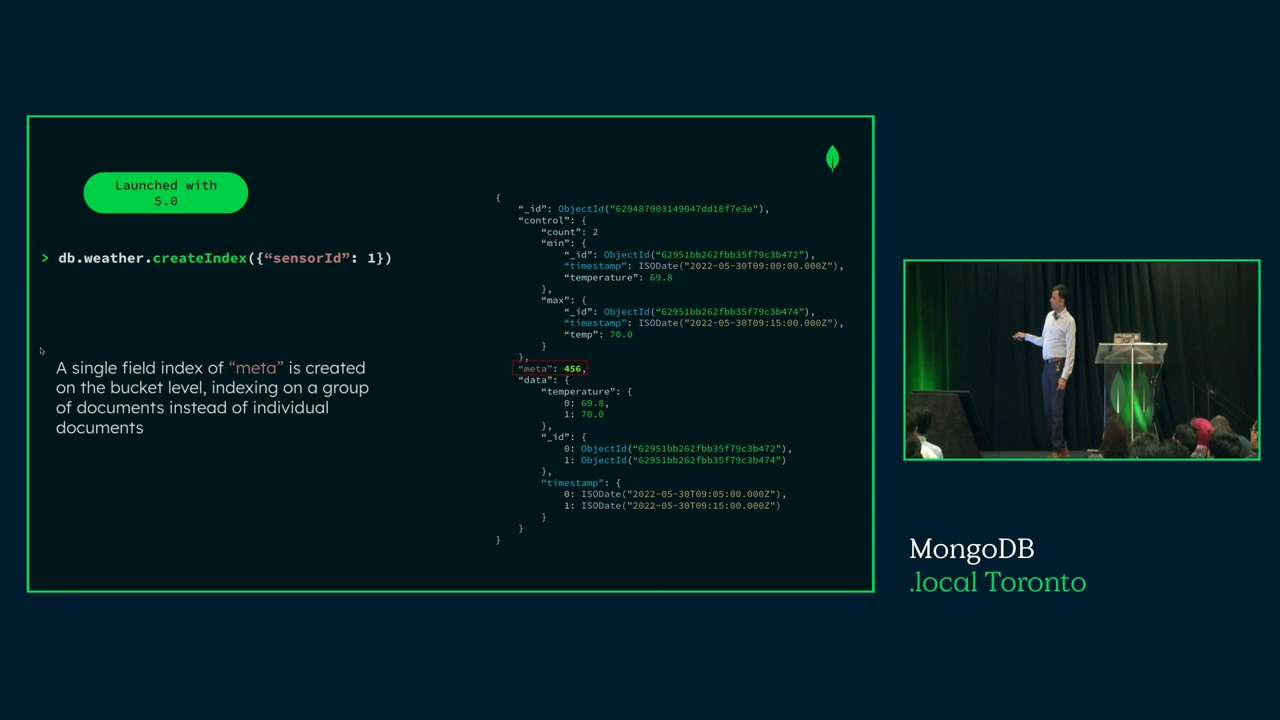 Launched with
5.0
> db.weather.createIndex({“sensorId”: 1})
A single field index of “meta” is created
on the bucket level, indexing on a group
of documents instead of individual
documents
{
“_id”: ObjectId("629487903149047dd18f7e3e”),
“control”: {
“count”: 2
“min”: {
“_id”: ObjectId(“62951bb262fbb35f79c3b472”),
“timestamp”: ISODate("2022-05-30T09:00:00.000Z”),
“temperature”: 69.8
},
“max”: {
“_id”: ObjectId(“62951bb262fbb35f79c3b474”),
“timestamp”: ISODate("2022-05-30T09:15:00.000Z”),
“temp”: 70.0
}
},
“meta”: 456,
“data”: {
“temperature”: {
0: 69.8,
1: 70.0
},
“_id”: {
0: ObjectId(“62951bb262fbb35f79c3b472”),
1: ObjectId(“62951bb262fbb35f79c3b474”)
},
“timestamp”: {
0: ISODate("2022-05-30T09:05:00.000Z”),
1: ISODate("2022-05-30T09:15:00.000Z”)
}
}
}
MongoDB
.local Toronto